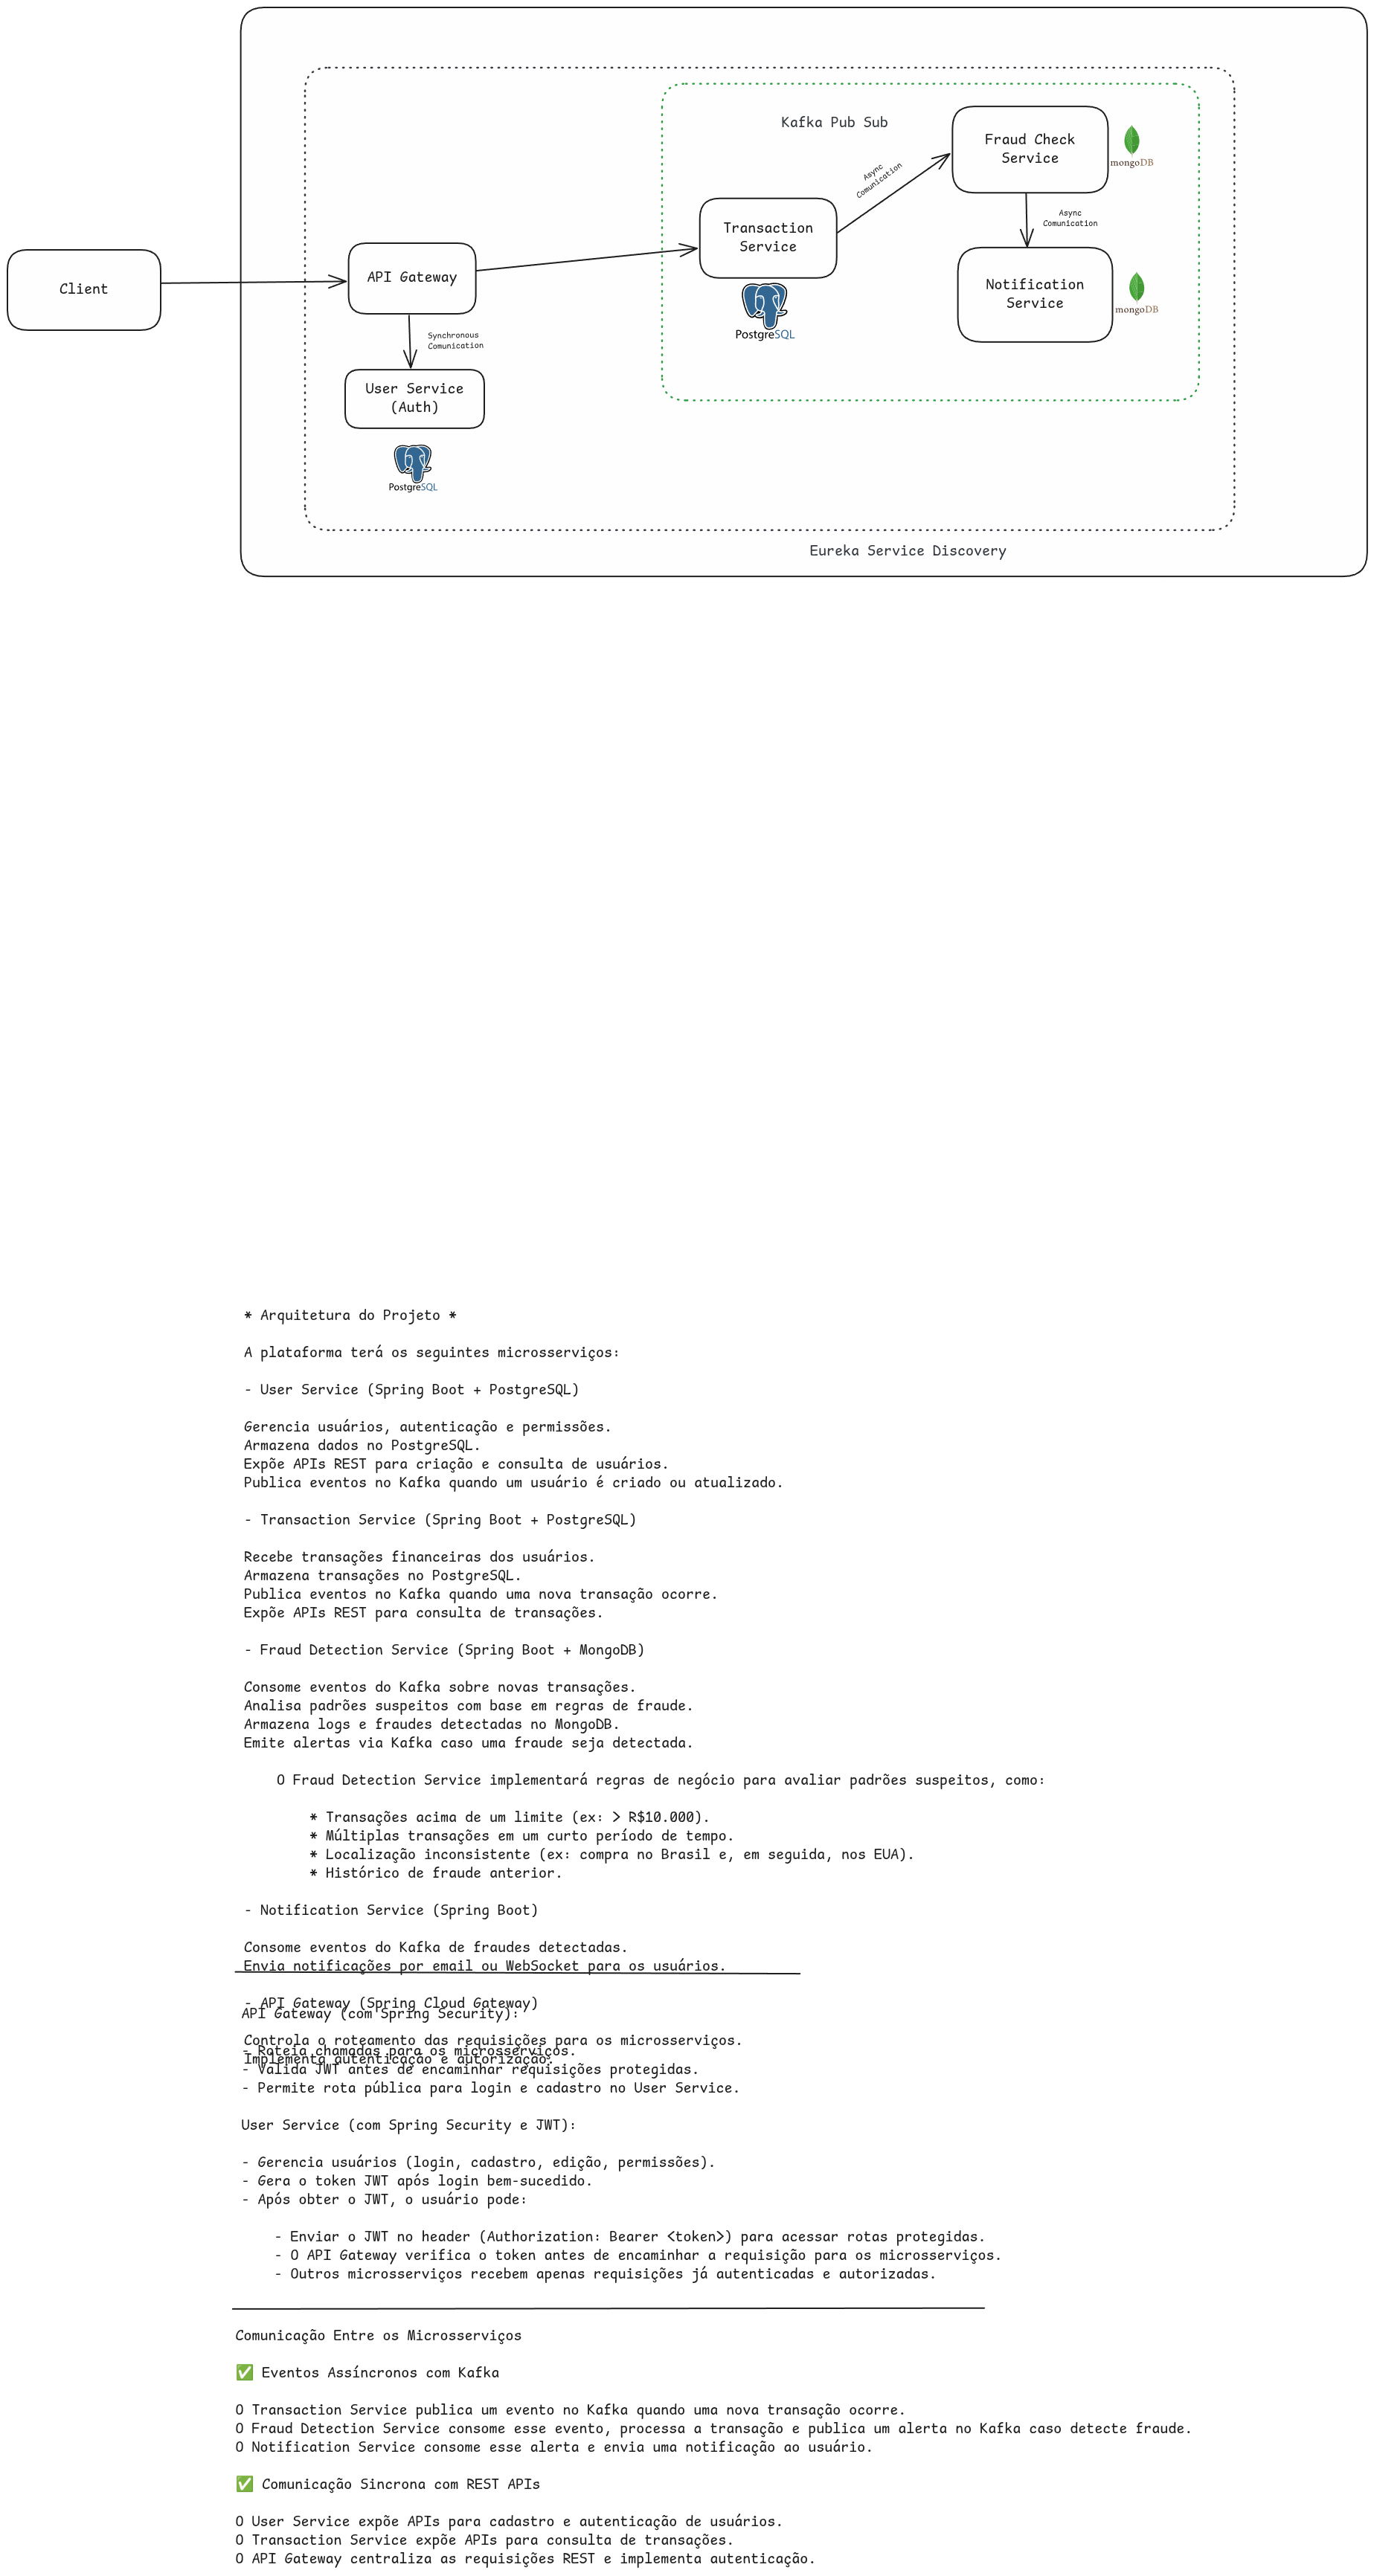 Kafka Pub Sub
Fraud Check
Service
mongoDB
Async
Comunication
Async
Comunication
Transaction
Service
PostgreSQL
Notification
Service
mongoDB
Client
API Gateway
Synchronous
Comunication
User Service
(Auth)
PostgreSQL
Eureka Service Discovery
* Arquitetura do Projeto *
A plataforma terá os seguintes microsserviços:
- User Service (Spring Boot + PostgreSQL)
Gerencia usuários, autenticação e permissões.
Armazena dados no PostgreSQL.
Expõe APIs REST para criação e consulta de usuários.
Publica eventos no Kafka quando um usuário é criado ou atualizado.
- Transaction Service (Spring Boot + PostgreSQL)
Recebe transações financeiras dos usuários.
Armazena transações no PostgreSQL.
Publica eventos no Kafka quando uma nova transação ocorre.
Expõe APIs REST para consulta de transações.
- Fraud Detection Service (Spring Boot + MongoDB)
Consome eventos do Kafka sobre novas transações.
Analisa padrões suspeitos com base em regras de fraude.
Armazena logs e fraudes detectadas no MongoDB.
Emite alertas via Kafka caso uma fraude seja detectada.
O Fraud Detection Service implementará regras de negócio para avaliar padrões suspeitos, como:
* Transações acima de um limite (ex: > R$10.000).
* Múltiplas transações em um curto período de tempo.
* Localização inconsistente (ex: compra no Brasil e, em seguida, nos EUA).
* Histórico de fraude anterior.
- Notification Service (Spring Boot)
Consome eventos do Kafka de fraudes detectadas.
Envia notificações por email ou WebSocket para os usuários.
- API Gateway (Spring Cloud Gateway)
API Gateway (com Spring Security):
Controla o roteamento das requisições para os microsserviços.
- Roteia chamadas para os microsserviços.
Implementa autenticação e autorização.
- Valida JWT antes de encaminhar requisições protegidas.
- Permite rota pública para login e cadastro no User Service.
User Service (com Spring Security e JWT):
- Gerencia usuários (login, cadastro, edição, permissões).
- Gera o token JWT após login bem-sucedido.
- Após obter o JWT, o usuário pode:
- Enviar o JWT no header (Authorization: Bearer <token>) para acessar rotas protegidas.
- O API Gateway verifica o token antes de encaminhar a requisição para os microsserviços.
- Outros microsserviços recebem apenas requisições já autenticadas e autorizadas.
Comunicação Entre os Microsserviços
✅ Eventos Assíncronos com Kafka
O Transaction Service publica um evento no Kafka quando uma nova transação ocorre.
O Fraud Detection Service consome esse evento, processa a transação e publica um alerta no Kafka caso detecte fraude.
O Notification Service consome esse alerta e envia uma notificação ao usuário.
✅ Comunicação Sincrona com REST APIs
O User Service expõe APIs para cadastro e autenticação de usuários.
O Transaction Service expõe APIs para consulta de transações.
O API Gateway centraliza as requisições REST e implementa autenticação.